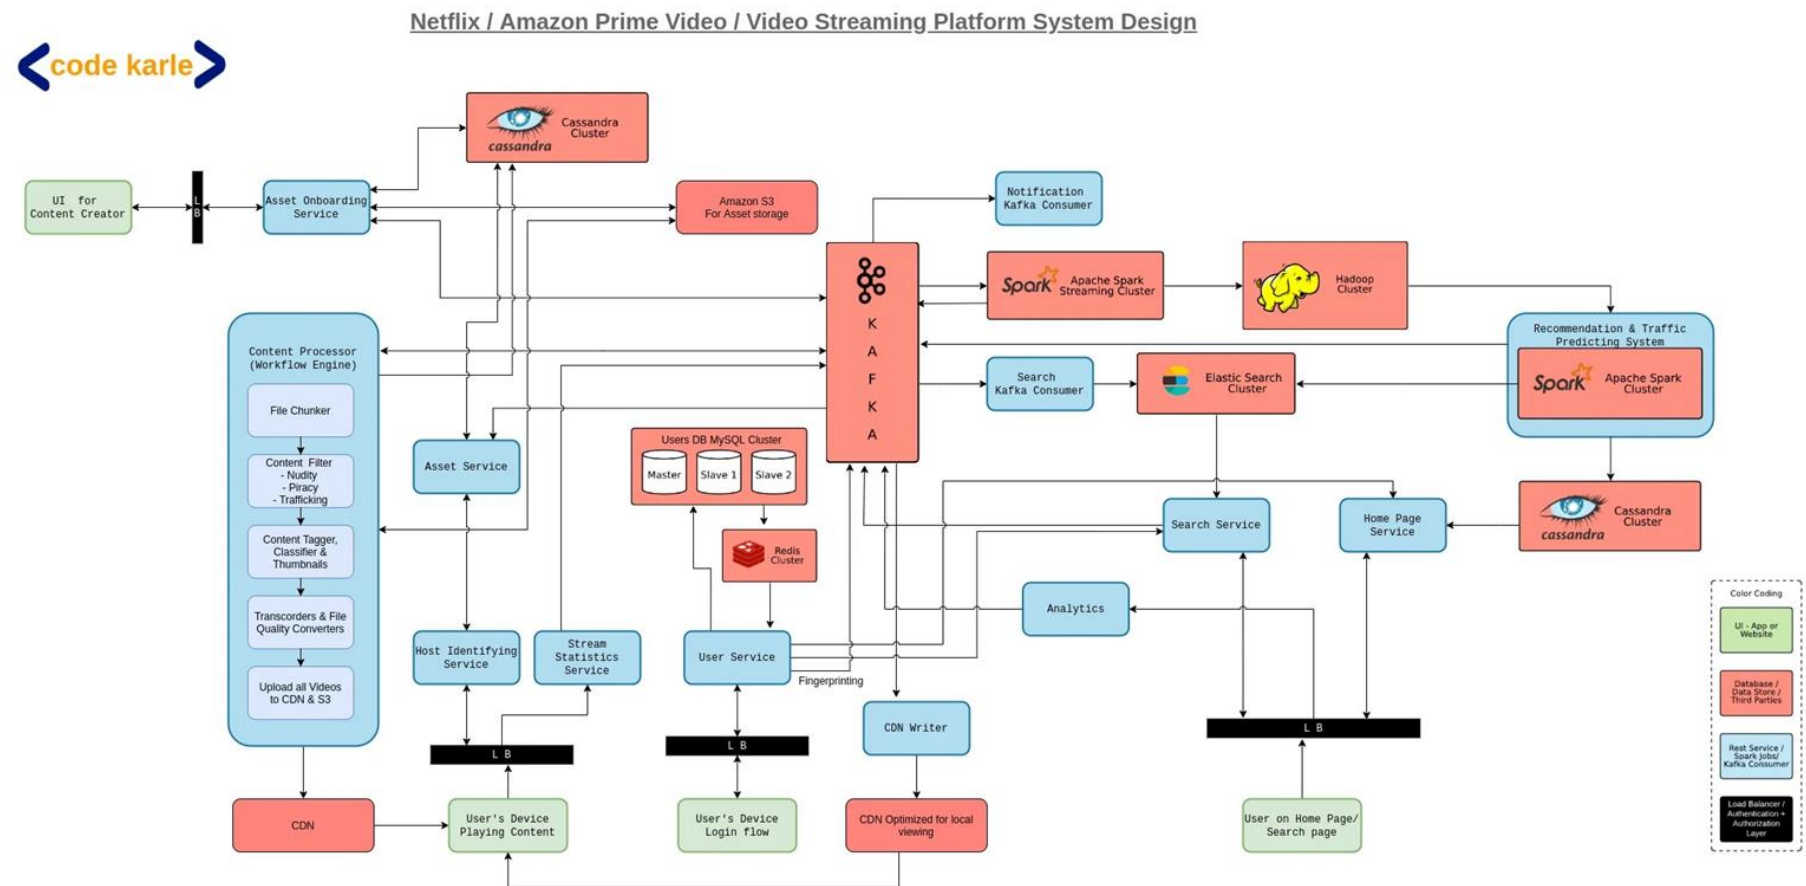 Netflix / Amazon Prime Video / Video Streaming Platform System Design
code karle
cassandra
Cassandra
Cluster
UI for
Content Creator
L
B
Asset Onboarding
Service
Amazon S3
For Asset storage
Notification
Kafka Consumer
K
A
F
K
A
Spark
Apache Spark
Streaming Cluster
Hadoop
Cluster
Recommendation & Traffic
Predicting System
Spark
Apache Spark
Cluster
Search
Kafka Consumer
Elastic Search
Cluster
Content Processor
(Workflow Engine)
File Chunker
Content Filter
- Nudity
- Piracy
- Trafficking
Content Tagger,
Classifier &
Thumbnails
Transcorders & File
Quality Converters
Upload all Videos
to CDN & S3
Asset Service
Users DB MySQL Cluster
Master
Slave 1
Slave 2
Redis
Cluster
Search Service
Home Page
Service
cassandra
Cassandra
Cluster
Analytics
Host Identifying
Service
Stream
Statistics
Service
User Service
Fingerprinting
CDN Writer
L B
L B
L B
CDN
User's Device
Playing Content
User's Device
Login flow
CDN Optimized for local
viewing
User on Home Page/
Search page
Color Coding
UI - App or
Website
Database /
Data Store /
Third Parties
Rest Service /
Spark Jobs/
Kafka Consumer
Load Balancer /
Authentication +
Authorization
Layer